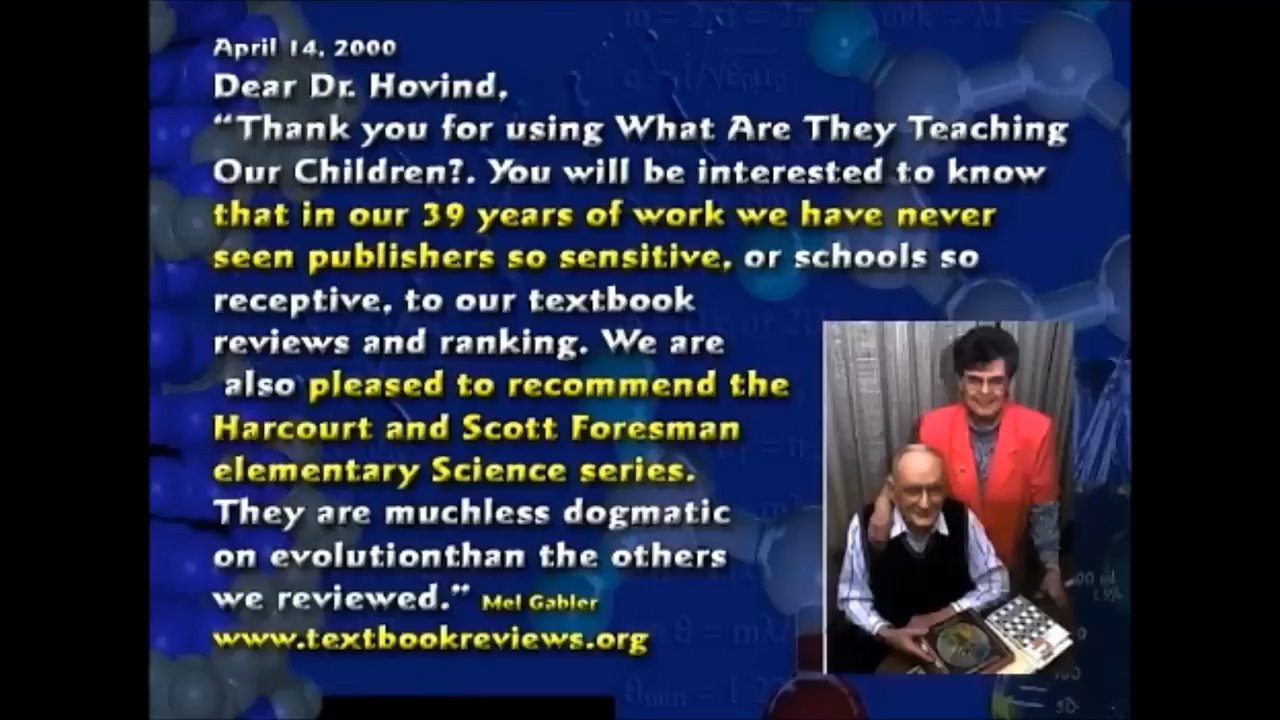 April 14, 2000
Dear Dr. Hovind,
“Thank you for using What Are They Teaching
Our Children?. You will be interested to know
that in our 39 years of work we have never
seen publishers so sensitive, or schools so
receptive, to our textbook
reviews and ranking. We are
also pleased to recommend the
Harcourt and Scott Foresman
elementary Science series.
They are muchless dogmatic
on evolutionthan the others
we reviewed.” Mel Gabler
www.textbookreviews.org